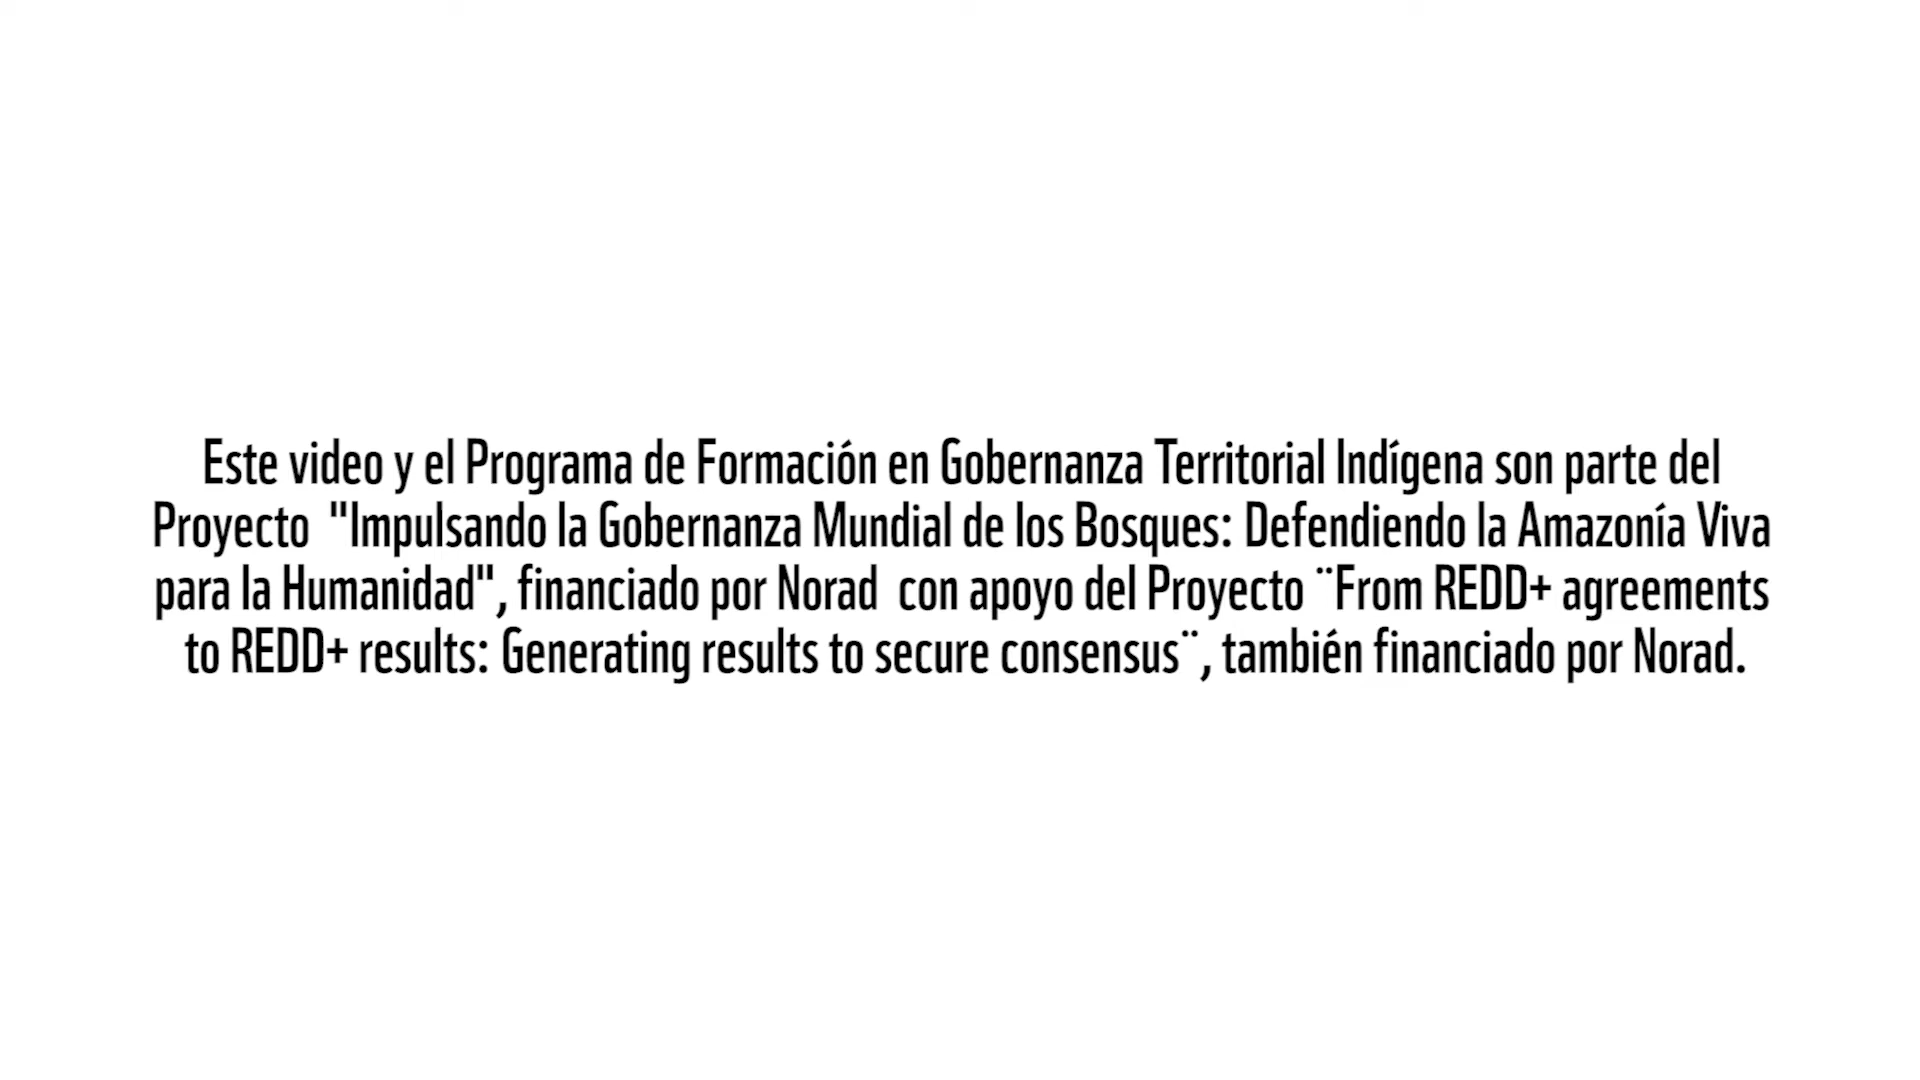 Este video y el Programa de Formación en Gobernanza Territorial Indígena son parte del
Proyecto  "Impulsando la Gobernanza Mundial de los Bosques: Defendiendo la Amazonía Viva
para la Humanidad", financiado por Norad  con apoyo del Proyecto ¨From REDD+ agreements
to REDD+ results: Generating results to secure consensus¨, también financiado por Norad.